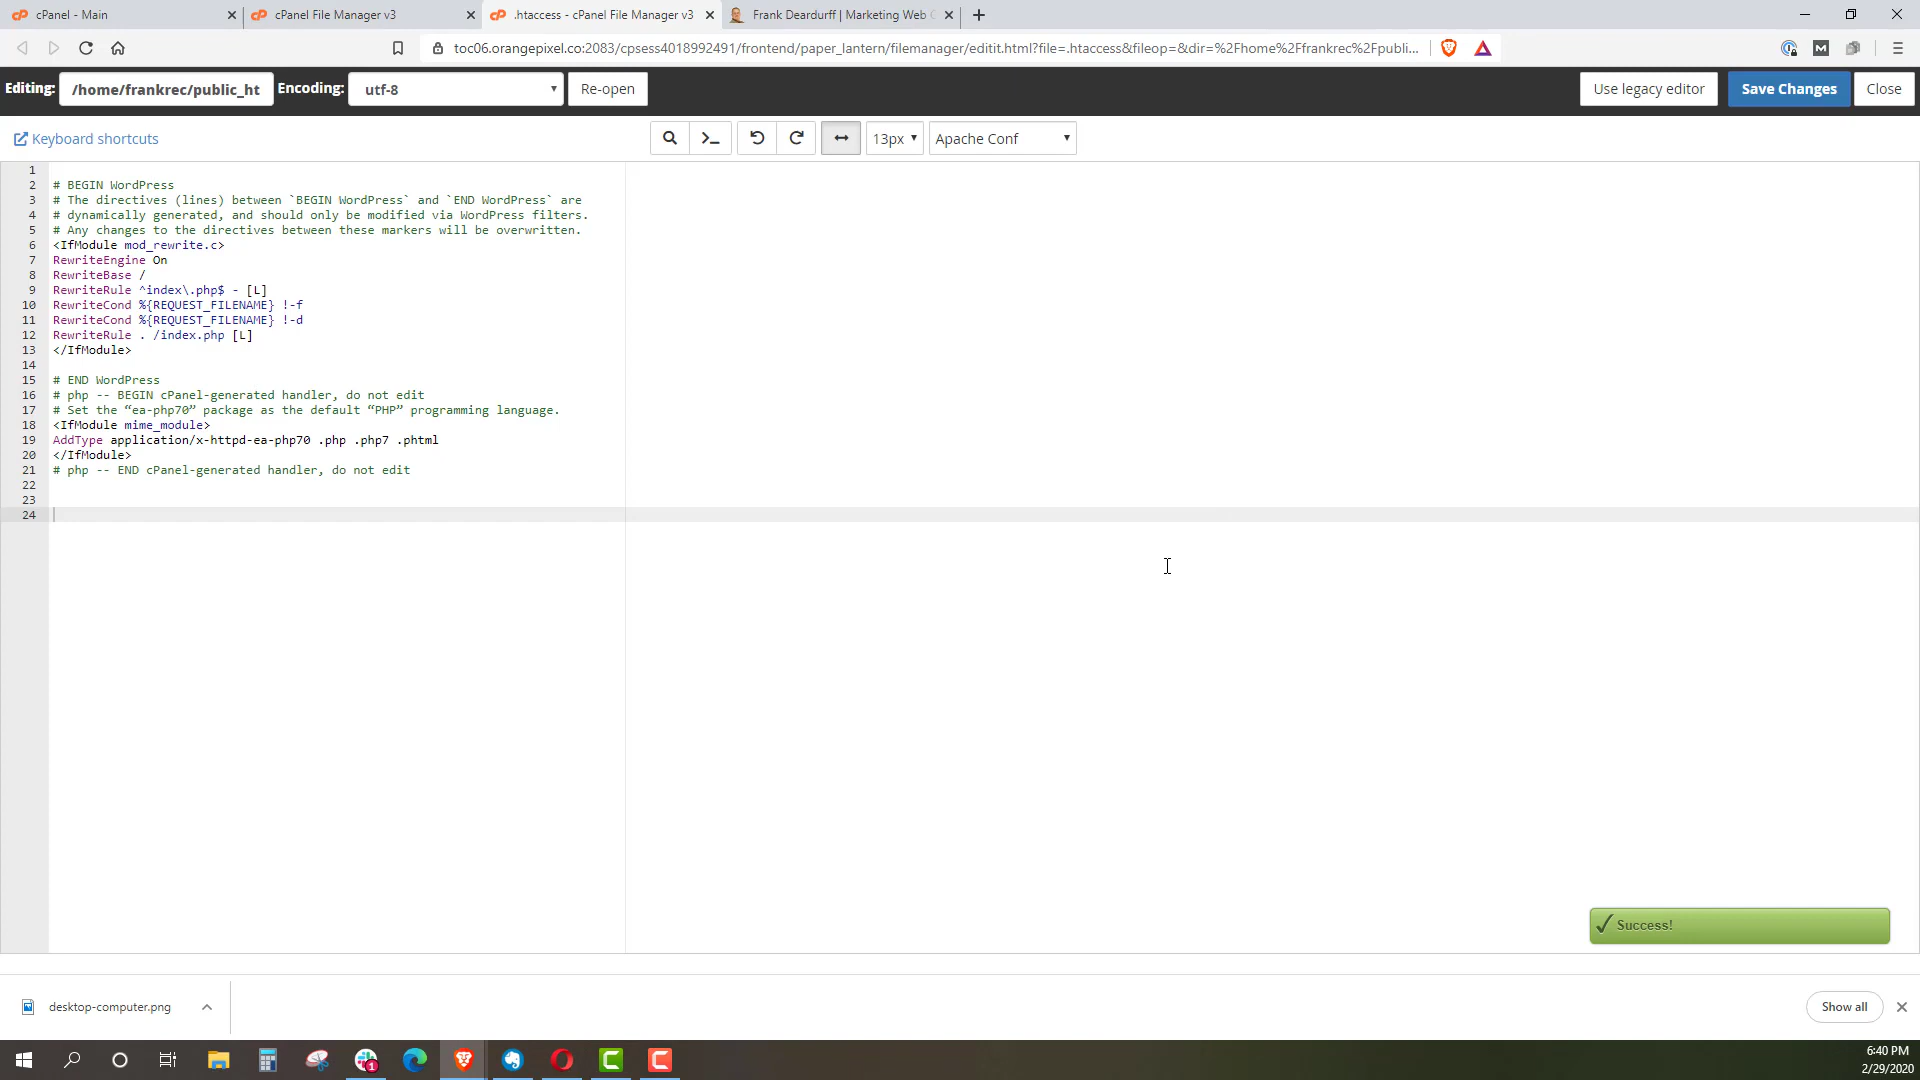 cPanel - Main
cPanel File Manager v3
.htaccess - cPanel File Manager v3
Frank Deardurff | Marketing Web
toc06.orangepixel.co:2083/cpsess4018992491/frontend/paper_lantern/filemanager/editit.html?file=.htaccess&fileop=&dir=%2Fhome%2Ffrankrec%2Fpubli...
Editing:
/home/frankrec/public_ht
Encoding:
utf-8
Re-open
Use legacy editor
Save Changes
Close
Keyboard shortcuts
13px
Apache Conf
1
2 # BEGIN WordPress
3 # The directives (lines) between `BEGIN WordPress` and `END WordPress` are
4 # dynamically generated, and should only be modified via WordPress filters.
5 # Any changes to the directives between these markers will be overwritten.
6 <IfModule mod_rewrite.c>
7 RewriteEngine On
8 RewriteBase /
9 RewriteRule ^index\.php$ - [L]
10 RewriteCond %{REQUEST_FILENAME} !-f
11 RewriteCond %{REQUEST_FILENAME} !-d
12 RewriteRule . /index.php [L]
13 </IfModule>
14
15 # END WordPress
16 # php -- BEGIN cPanel-generated handler, do not edit
17 # Set the “ea-php70” package as the default “PHP” programming language.
18 <IfModule mime_module>
19 AddType application/x-httpd-ea-php70 .php .php7 .phtml
20 </IfModule>
21 # php -- END cPanel-generated handler, do not edit
22
23
24
Success!
desktop-computer.png
Show all
6:40 PM
2/29/2020